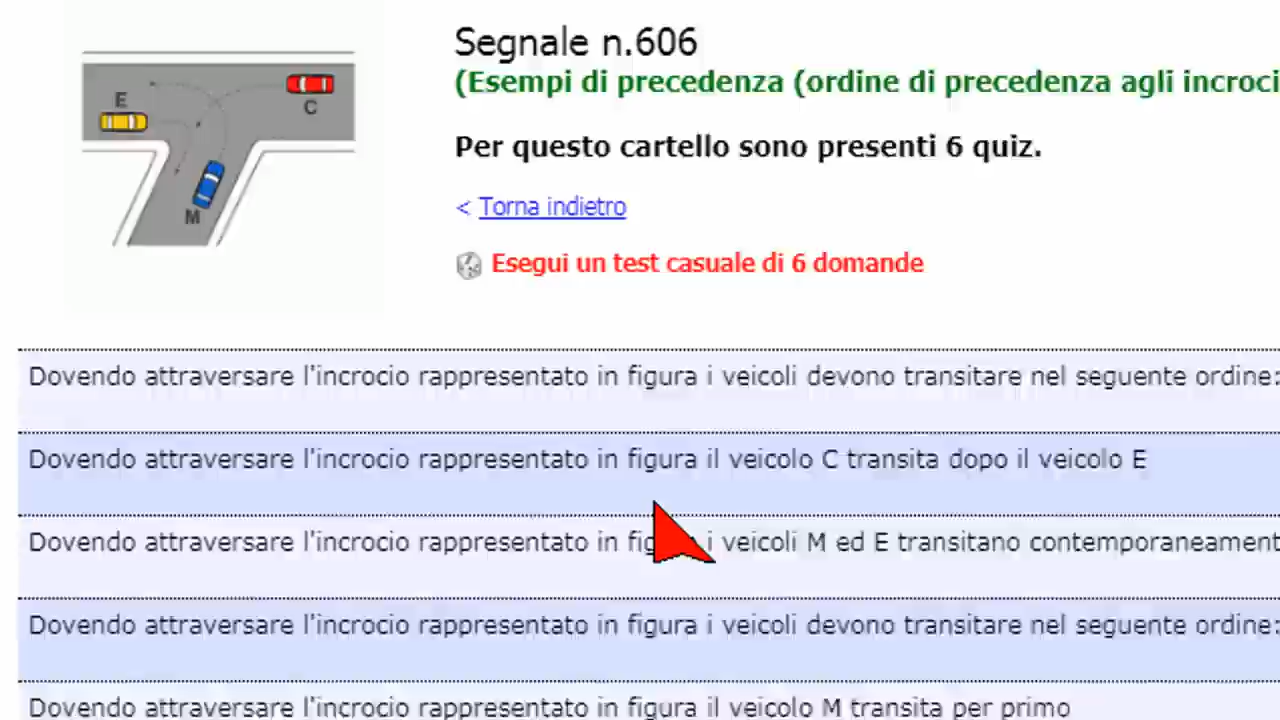 Segnale n.606
(Esempi di precedenza (ordine di precedenza agli incroci
E
C
Per questo cartello sono presenti 6 quiz.
M
< Torna indietro
Esegui un test casuale di 6 domande
Dovendo attraversare l'incrocio rappresentato in figura i veicoli devono transitare nel seguente ordine:
Dovendo attraversare l'incrocio rappresentato in figura il veicolo C transita dopo il veicolo E
Dovendo attraversare l'incrocio rappresentato in figura i veicoli M ed E transitano contemporaneament
Dovendo attraversare l'incrocio rappresentato in figura i veicoli devono transitare nel seguente ordine:
Dovendo attraversare l'incrocio rappresentato in figura il veicolo M transita per primo